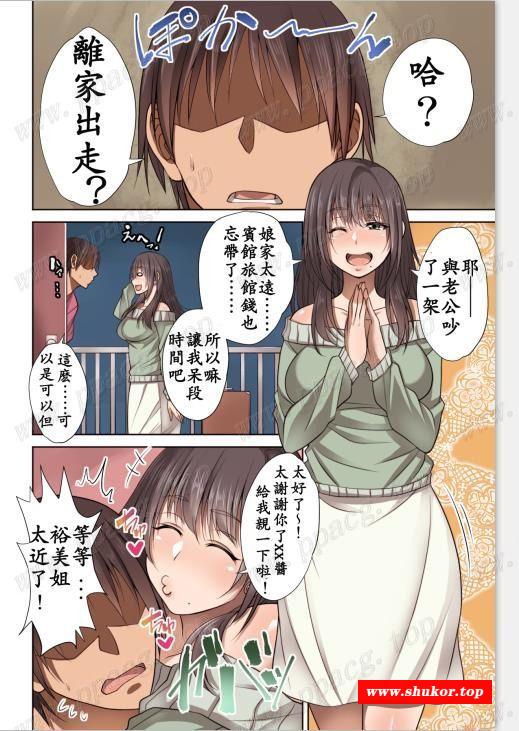 ぽかーーん
哈？
離家出走？
耶——
與老公吵
了一架
娘家太遠……
賓館旅館錢也
忘帶了………
えへっ！
所以嘛
讓我呆段
時間吧
這麼……可
以是可以但
太好了～！
太謝謝你了XX醬
給我親一下啦！
等等…
裕美姐
太近了！
www.shukor.top